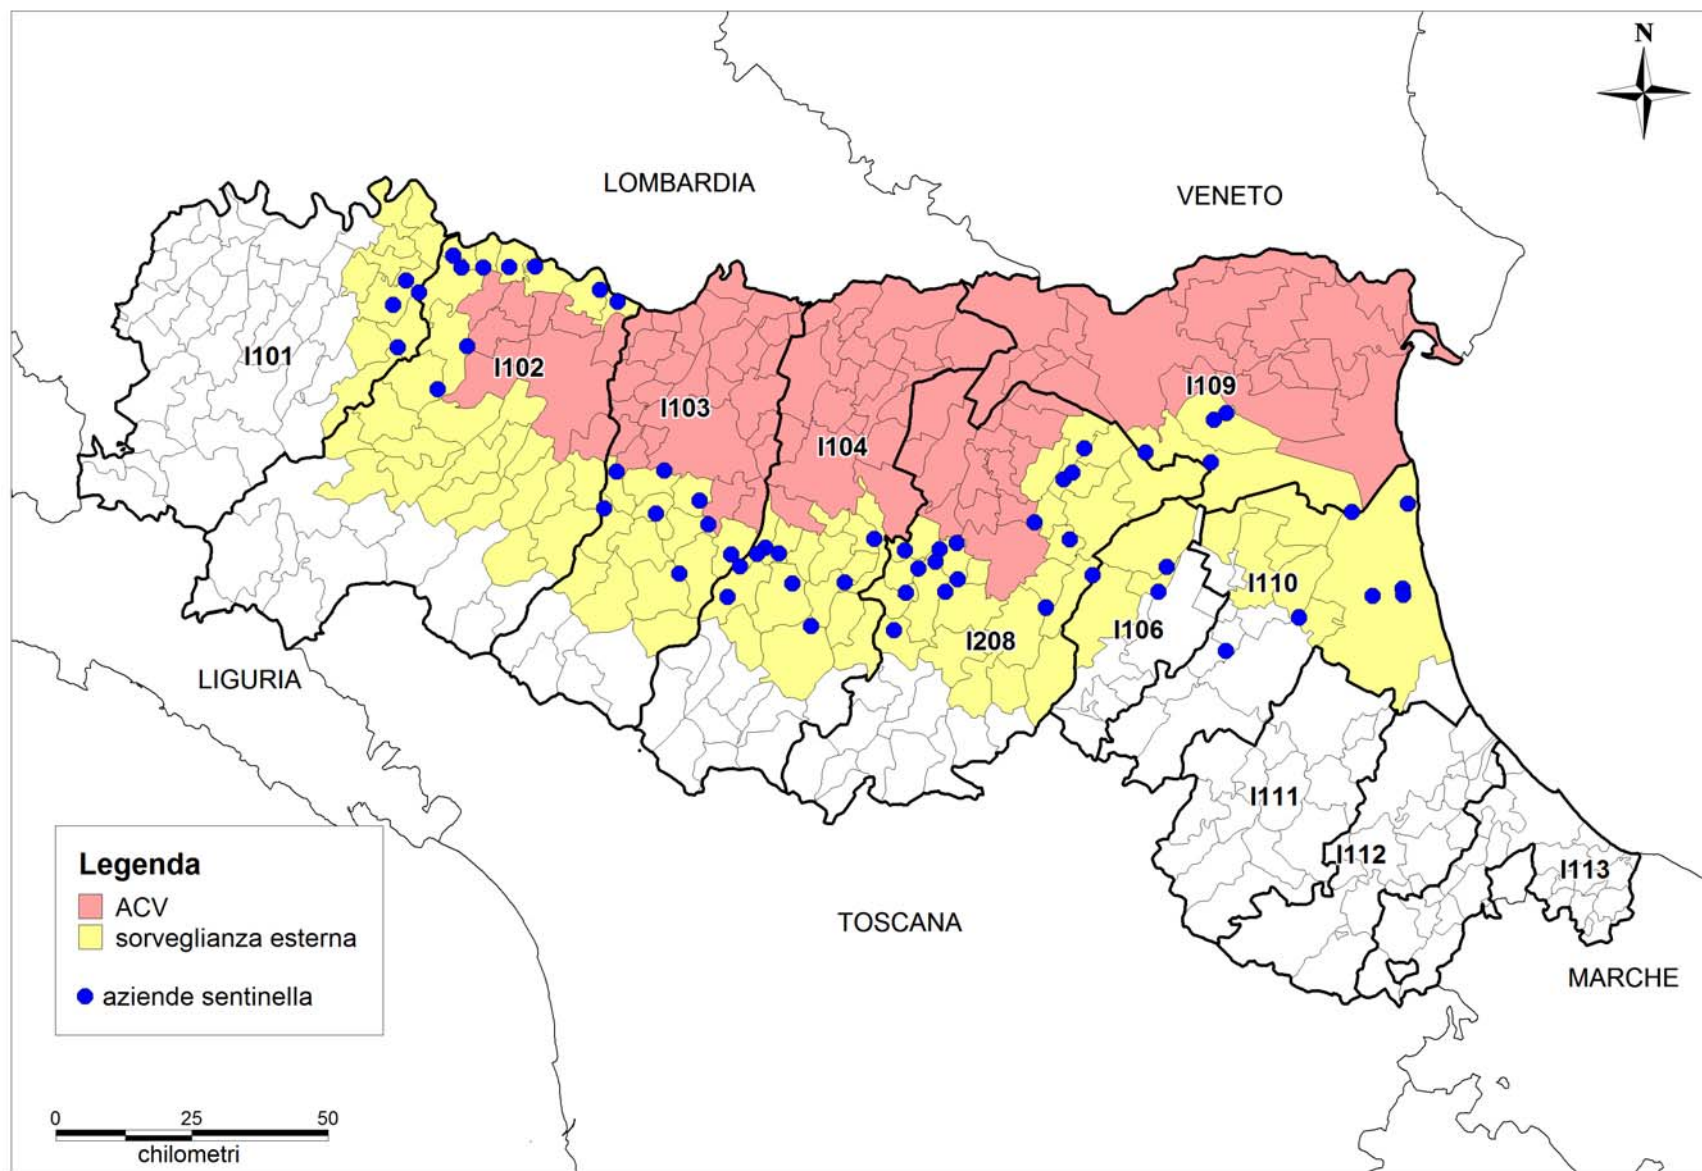 N
LOMBARDIA
VENETO
I101
I102
I103
I109
I104
I110
I106
I208
LIGURIA
I111
I112
I113
TOSCANA
MARCHE
Legenda
ACV
sorveglianza esterna
aziende sentinella
0 25 50
chilometri